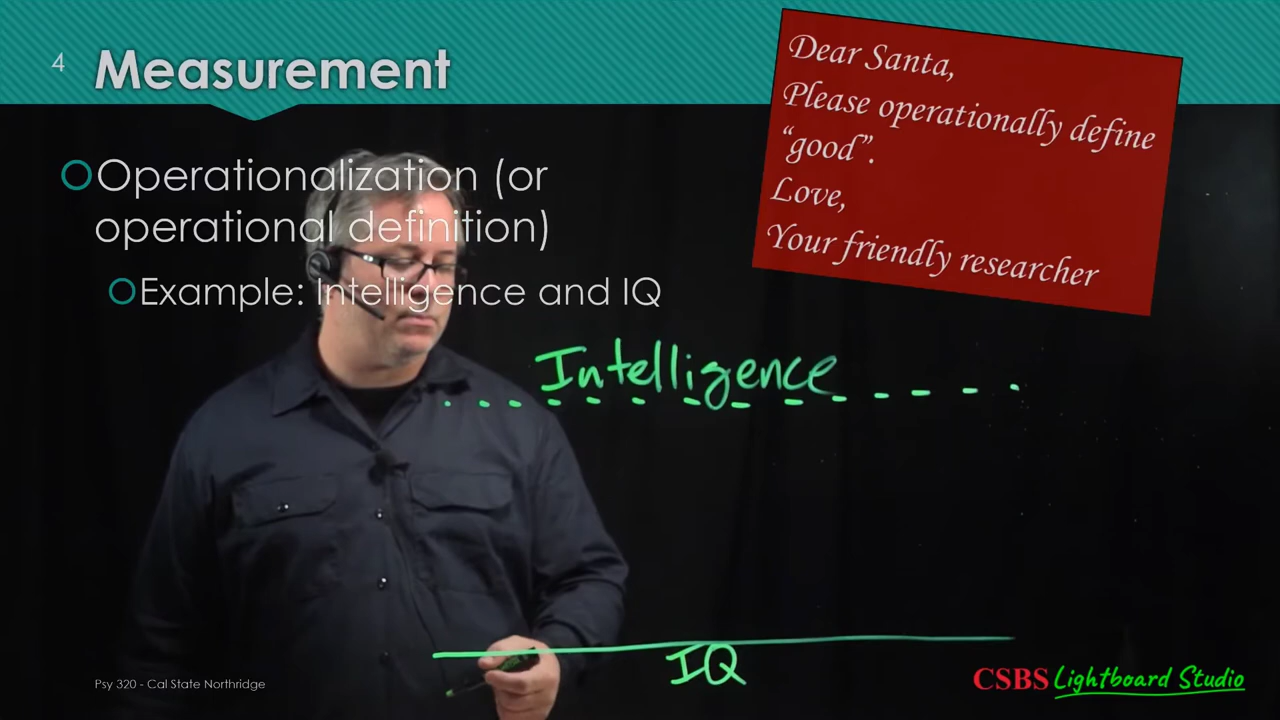 4
Measurement
Operationalization (or
operational definition)
Example: Intelligence and IQ
Dear Santa,
Please operationally define
“good”.
Love,
Your friendly researcher
Intelligence
IQ
Psy 320 - Cal State Northridge
CSBS Lightboard Studio